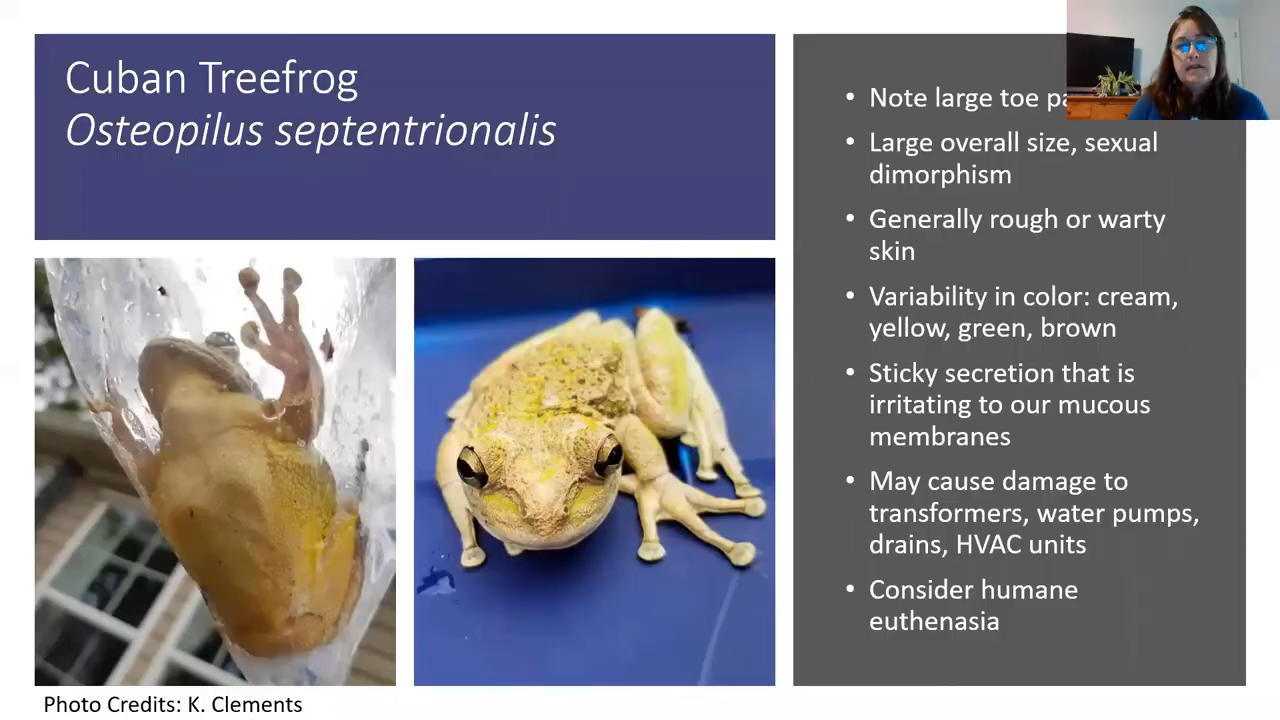 Cuban Treefrog
Osteopilus septentrionalis
• Note large toe
• Large overall size, sexual
dimorphism
• Generally rough or warty
skin
• Variability in color: cream,
yellow, green, brown
• Sticky secretion that is
irritating to our mucous
membranes
• May cause damage to
transformers, water pumps,
drains, HVAC units
• Consider humane
euthenasia
Photo Credits: K. Clements